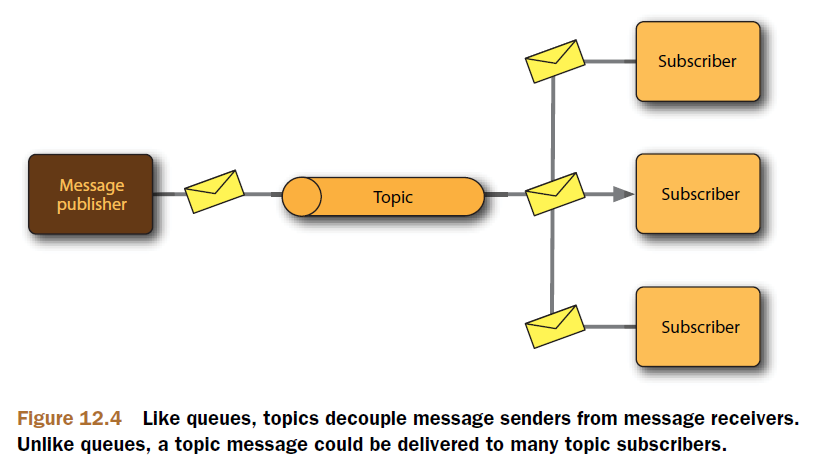 Subscriber
Message
publisher
Topic
Subscriber
Subscriber
Figure 12.4 Like queues, topics decouple message senders from message receivers.
Unlike queues, a topic message could be delivered to many topic subscribers.